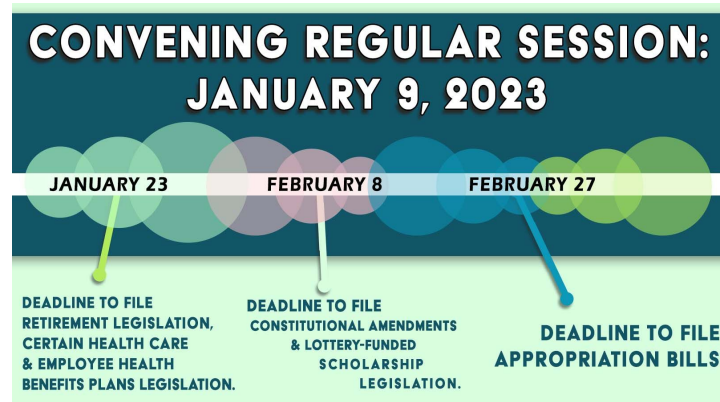 CONVENING REGULAR SESSION:
JANUARY 9, 2023
JANUARY 23
FEBRUARY 8
FEBRUARY 27
DEADLINE TO FILE
RETIREMENT LEGISLATION,
CERTAIN HEALTH CARE
& EMPLOYEE HEALTH
BENEFITS PLANS LEGISLATION.
DEADLINE TO FILE
CONSTITUTIONAL AMENDMENTS
& LOTTERY-FUNDED
SCHOLARSHIP
LEGISLATION.
DEADLINE TO FILE
APPROPRIATION BILLS